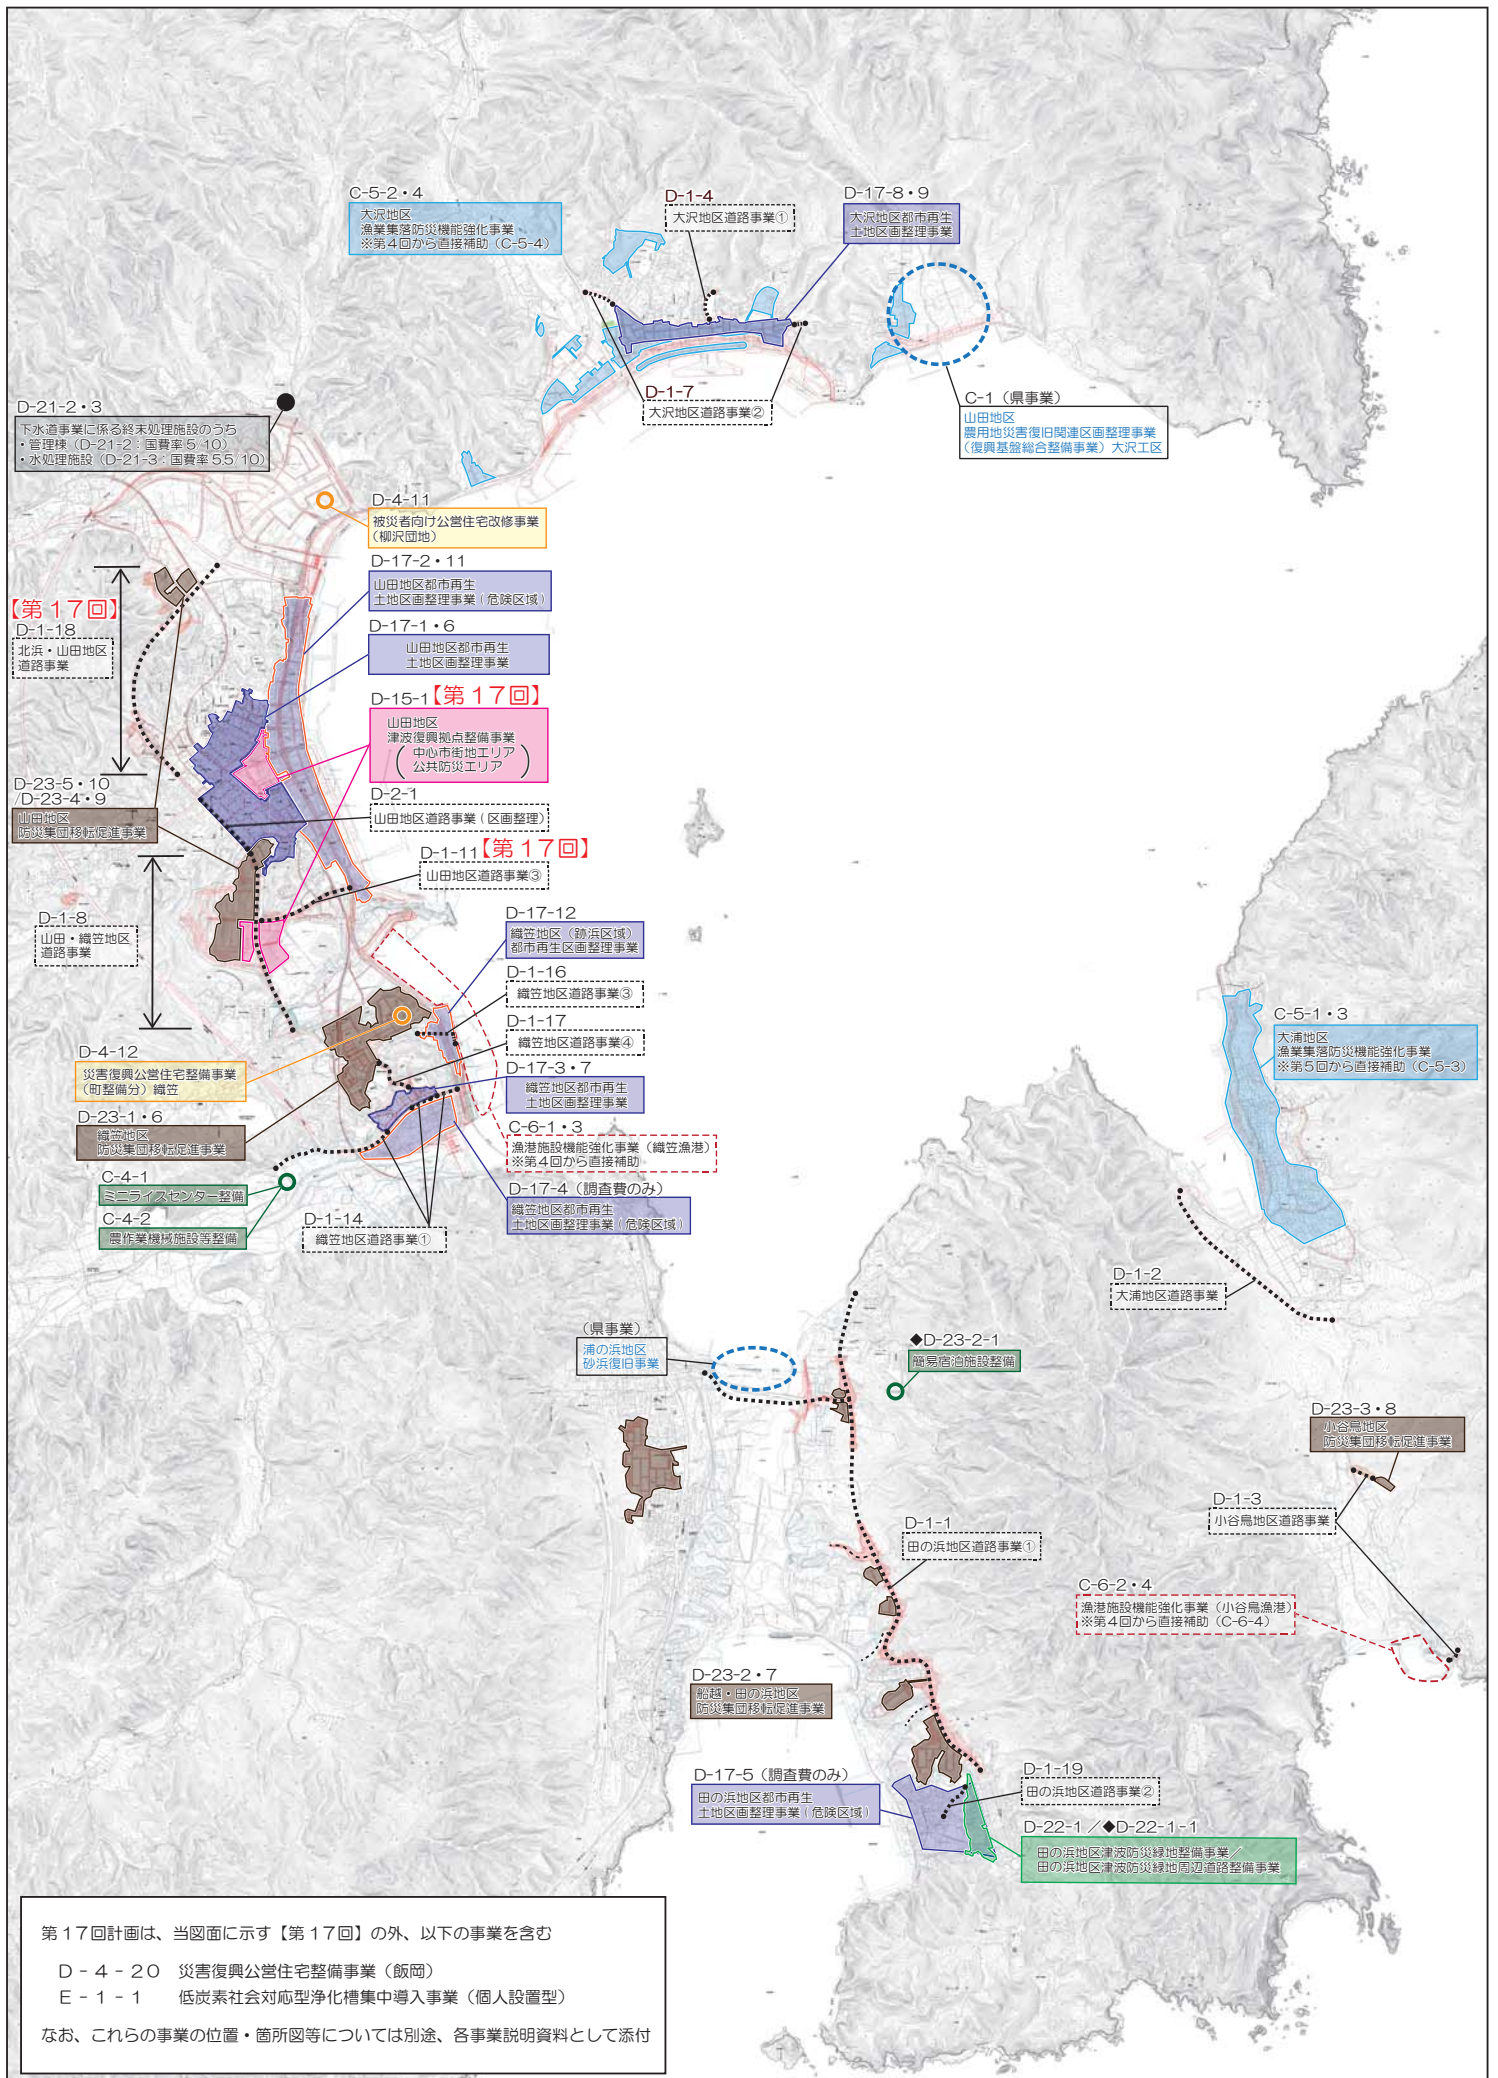 C-5-2・4
大沢地区
漁業集落防災機能強化事業
※第４回から直接補助（C-5-4）
D-1-4
大沢地区道路事業①
D-17-8・9
大沢地区都市再生
土地区画整理事業
D-1-7
大沢地区道路事業②
C-1（県事業）
山田地区
農用地災害復旧関連区画整理事業
（復興基盤総合整備事業）大沢工区
D-21-2・3
下水道事業に係る終末処理施設のうち
・管理棟（D-21-2：国費率5/10）
・水処理施設（D-21-3：国費率5.5/10）
D-4-11
被災者向け公営住宅改修事業
（柳沢団地）
D-17-2・11
山田地区都市再生
土地区画整理事業（危険区域）
【第17回】
D-1-18
北浜・山田地区
道路事業
D-17-1・6
山田地区都市再生
土地区画整理事業
D-15-1【第17回】
山田地区
津波復興拠点整備事業
（中心市街地エリア
公共防災エリア）
D-23-5・10
/D-23-4・9
山田地区
防災集団移転促進事業
D-2-1
山田地区道路事業（区画整理）
D-1-11【第17回】
山田地区道路事業③
D-1-8
山田・織笠地区
道路事業
D-17-12
織笠地区（跡浜区域）
都市再生区画整理事業
D-1-16
織笠地区道路事業③
D-1-17
織笠地区道路事業④
D-4-12
災害復興公営住宅整備事業
（町整備分）織笠
D-17-3・7
織笠地区都市再生
土地区画整理事業
D-23-1・6
織笠地区
防災集団移転促進事業
C-6-1・3
漁港施設機能強化事業（織笠漁港）
※第４回から直接補助
C-4-1
ミニライスセンター整備
C-4-2
農作業機械施設等整備
D-1-14
織笠地区道路事業①
D-17-4（調査費のみ）
織笠地区都市再生
土地区画整理事業（危険区域）
C-5-1・3
大浦地区
漁業集落防災機能強化事業
※第５回から直接補助（C-5-3）
D-1-2
大浦地区道路事業
（県事業）
浦の浜地区
砂浜復旧事業
◆D-23-2-1
簡易宿泊施設整備
D-23-3・8
小谷鳥地区
防災集団移転促進事業
D-1-3
小谷鳥地区道路事業
D-1-1
田の浜地区道路事業①
C-6-2・4
漁港施設機能強化事業（小谷鳥漁港）
※第４回から直接補助（C-6-4）
D-23-2・7
船越・田の浜地区
防災集団移転促進事業
D-17-5（調査費のみ）
田の浜地区都市再生
土地区画整理事業（危険区域）
D-1-19
田の浜地区道路事業②
D-22-1／◆D-22-1-1
田の浜地区津波防災緑地整備事業／
田の浜地区津波防災緑地周辺道路整備事業
第17回計画は、当図面に示す【第17回】の外、以下の事業を含む
Ｄ-４-２０　災害復興公営住宅整備事業（飯岡）
Ｅ-１-１　低炭素社会対応型浄化槽集中導入事業（個人設置型）
なお、これらの事業の位置・箇所図等については別途、各事業説明資料として添付